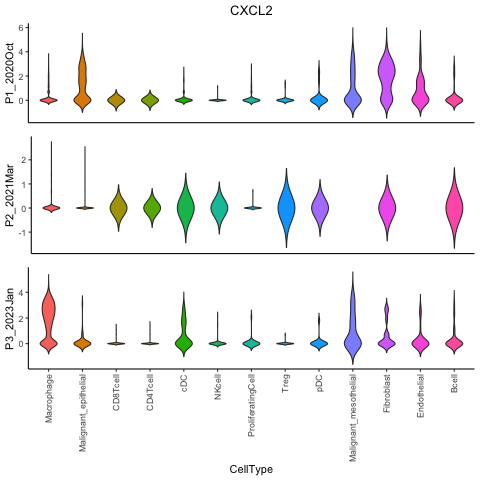 CXCL2
P1_2020Oct
6
4
2
0
P2_2021Mar
2
1
0
-1
P3_2023Jan
4
2
0
Macrophage
Malignant_epithelial
CD8Tcell
CD4Tcell
cDC
NKcell
ProliferatingCell
Treg
pDC
Malignant_mesothelial
Fibroblast
Endothelial
Bcell
CellType